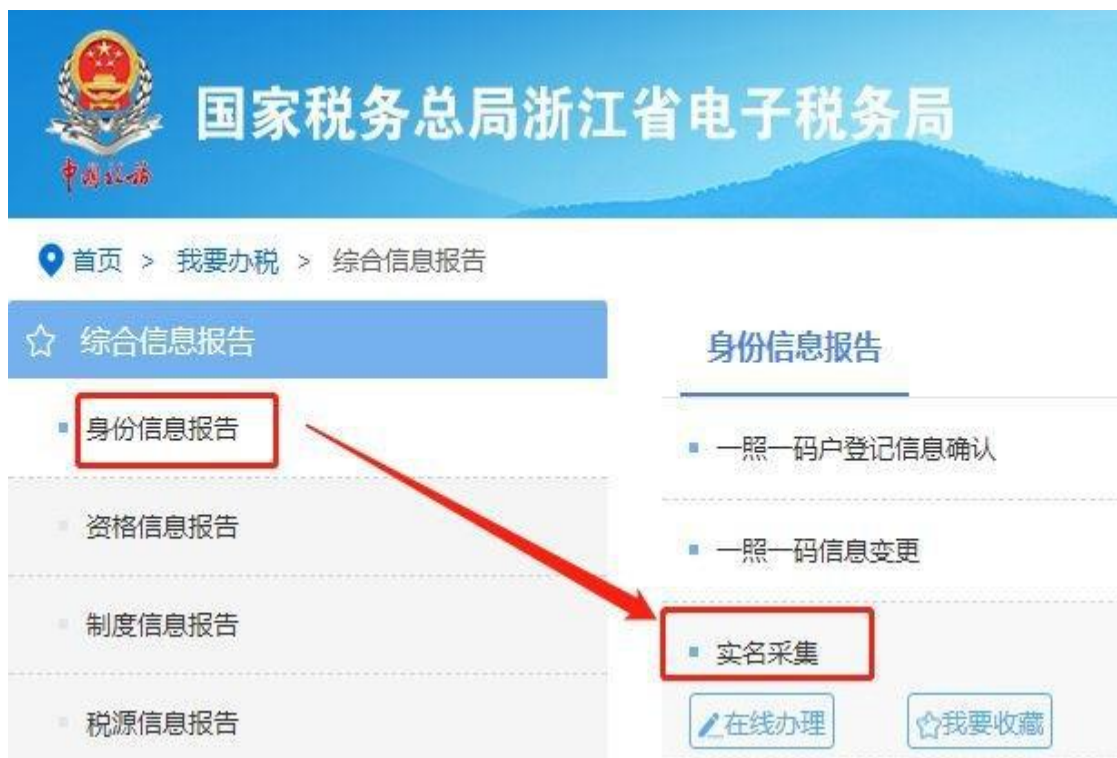 国家税务总局浙江省电子税务局
中国税务
首页 > 我要办税 > 综合信息报告
综合信息报告
身份信息报告
资格信息报告
制度信息报告
税源信息报告
身份信息报告
一照一码户登记信息确认
一照一码信息变更
实名采集
在线办理 我要收藏